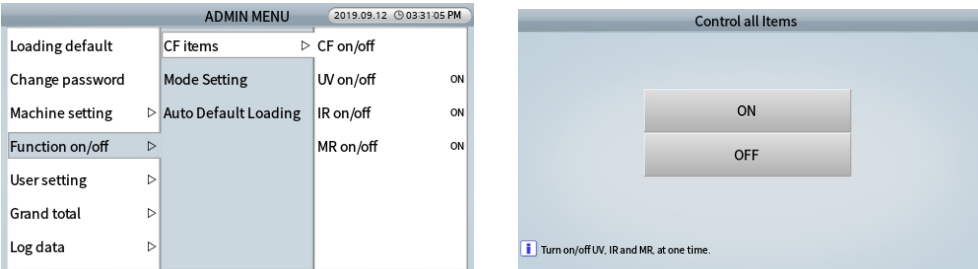 ADMIN MENU 2019.09.12 03:31:05 PM
Loading default
Change password
Machine setting
Function on/off
User setting
Grand total
Log data
CF items
Mode Setting
Auto Default Loading
CF on/off
UV on/off ON
IR on/off ON
MR on/off ON
Control all Items
ON
OFF
Turn on/off UV, IR and MR, at one time.